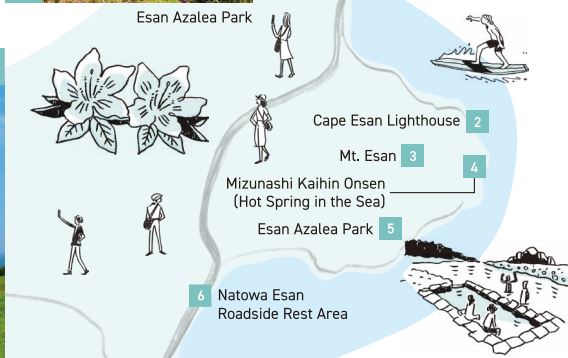 Esan Azalea Park
Cape Esan Lighthouse 2
Mt. Esan 3
4
Mizunashi Kaihin Onsen
(Hot Spring in the Sea)
Esan Azalea Park 5
6 Natowa Esan
Roadside Rest Area